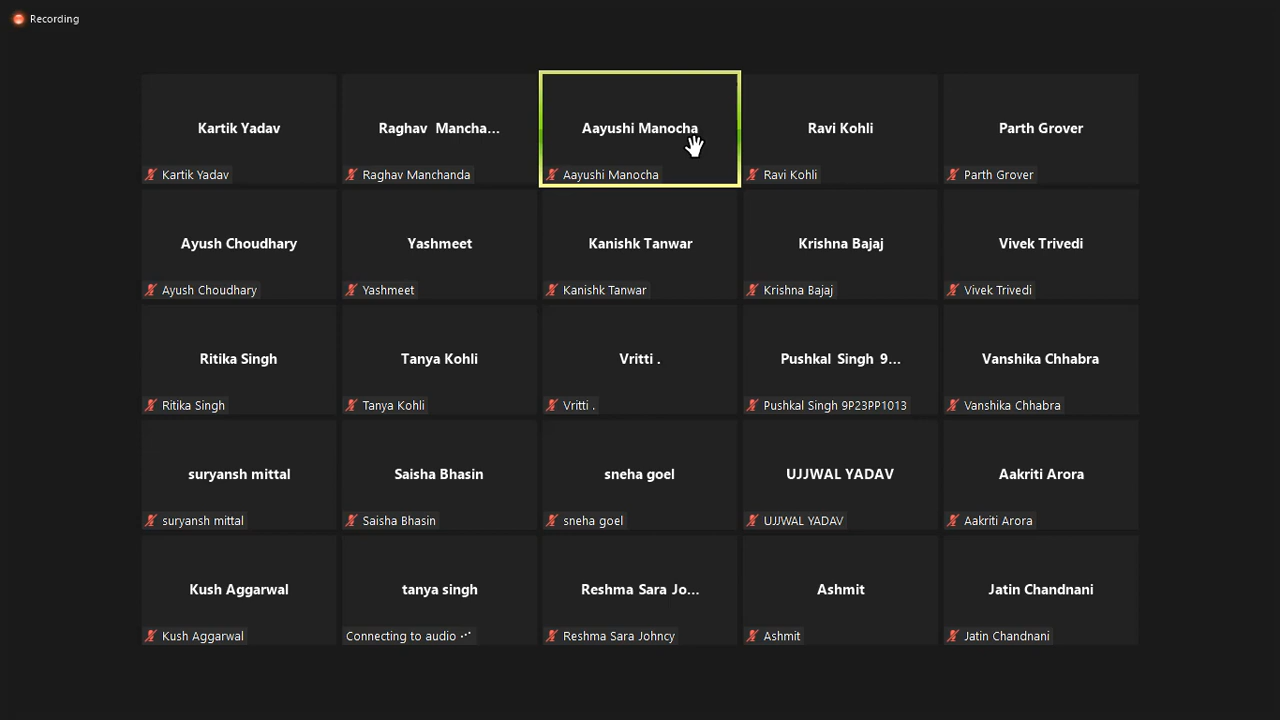 Recording
Kartik Yadav
Raghav Mancha...
Aayushi Manocha
Ravi Kohli
Parth Grover
Kartik Yadav
Raghav Manchanda
Aayushi Manocha
Ravi Kohli
Parth Grover
Ayush Choudhary
Yashmeet
Kanishk Tanwar
Krishna Bajaj
Vivek Trivedi
Ayush Choudhary
Yashmeet
Kanishk Tanwar
Krishna Bajaj
Vivek Trivedi
Ritika Singh
Tanya Kohli
Vritti .
Pushkal Singh 9...
Vanshika Chhabra
Ritika Singh
Tanya Kohli
Vritti .
Pushkal Singh 9P23PP1013
Vanshika Chhabra
suryansh mittal
Saisha Bhasin
sneha goel
UJJWAL YADAV
Aakriti Arora
suryansh mittal
Saisha Bhasin
sneha goel
UJJWAL YADAV
Aakriti Arora
Kush Aggarwal
tanya singh
Reshma Sara Jo...
Ashmit
Jatin Chandnani
Kush Aggarwal
Connecting to audio
Reshma Sara Johncy
Ashmit
Jatin Chandnani